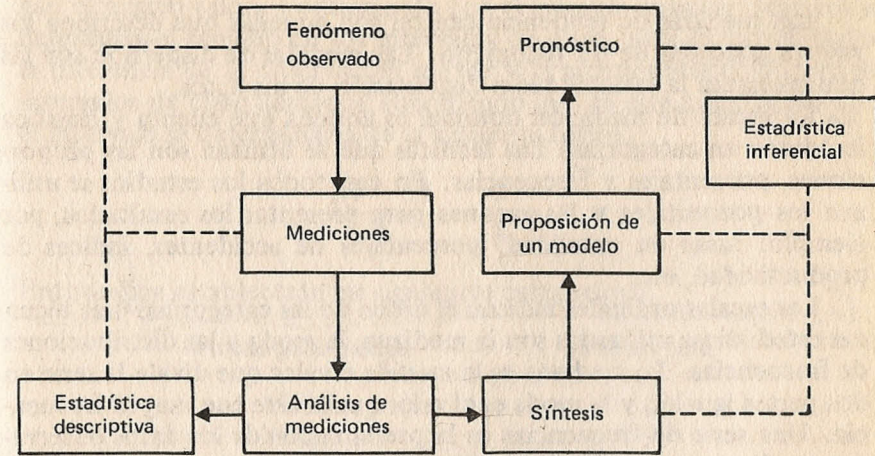 Fenómeno
observado
Pronóstico
Estadística
inferencial
Mediciones
Proposición de
un modelo
Estadística
descriptiva
Análisis de
mediciones
Síntesis